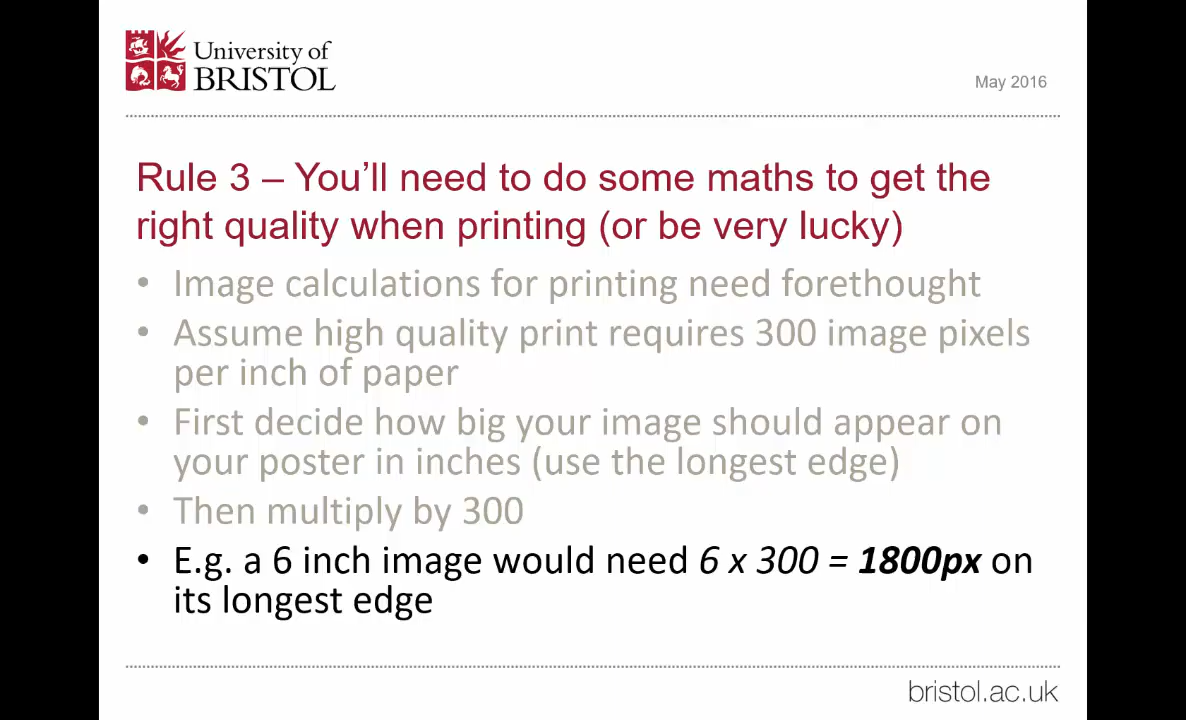 University of
BRISTOL
May 2016
Rule 3 – You’ll need to do some maths to get the
right quality when printing (or be very lucky)
• Image calculations for printing need forethought
• Assume high quality print requires 300 image pixels
per inch of paper
• First decide how big your image should appear on
your poster in inches (use the longest edge)
• Then multiply by 300
• E.g. a 6 inch image would need 6 x 300 = 1800px on
its longest edge
bristol.ac.uk